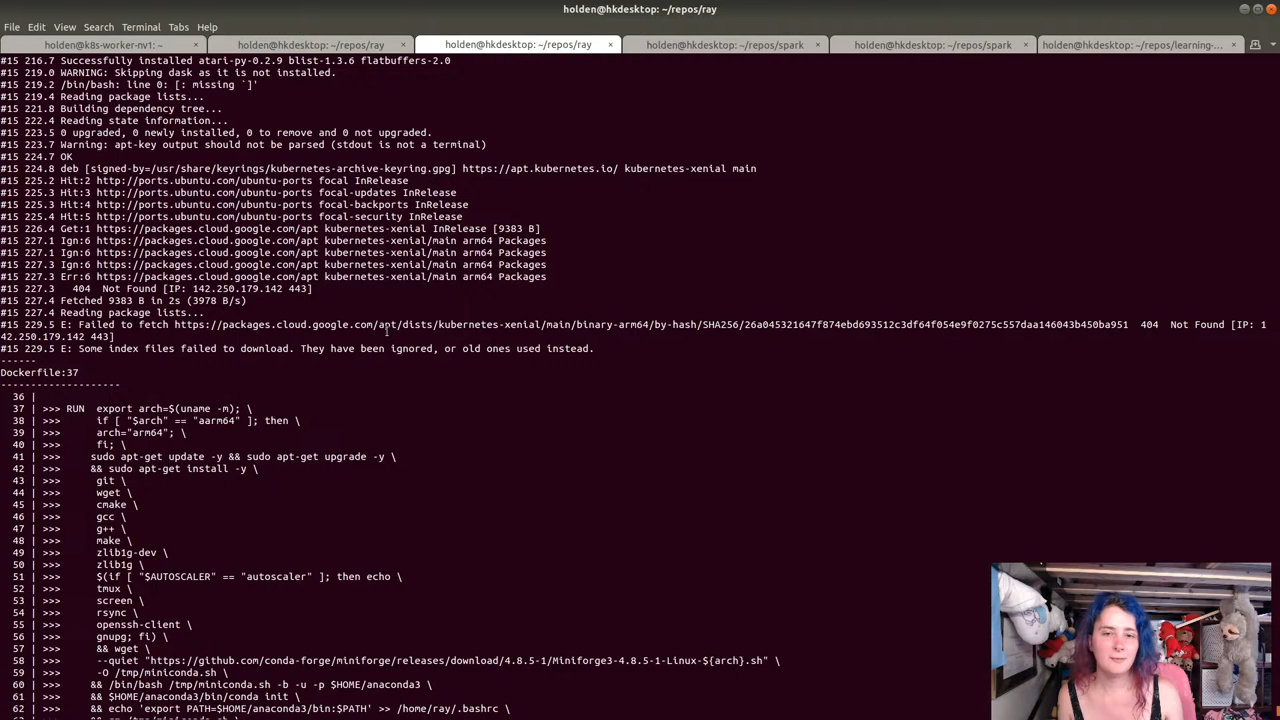 holden@hkdesktop: ~/repos/ray
File Edit View Search Terminal Tabs Help
holden@k8s-worker-nv1: ~ × holden@hkdesktop: ~/repos/ray × holden@hkdesktop: ~/repos/ray × holden@hkdesktop: ~/repos/spark × holden@hkdesktop: ~/repos/spark × holden@hkdesktop: ~/repos/learning-... ×
#15 216.7 Successfully installed atari-py-0.2.9 blist-1.3.6 flatbuffers-2.0
#15 219.0 WARNING: Skipping dask as it is not installed.
#15 219.2 /bin/bash: line 0: [: missing `]'
#15 219.4 Reading package lists...
#15 221.8 Building dependency tree...
#15 222.4 Reading state information...
#15 223.5 0 upgraded, 0 newly installed, 0 to remove and 0 not upgraded.
#15 223.7 Warning: apt-key output should not be parsed (stdout is not a terminal)
#15 224.7 OK
#15 224.8 deb [signed-by=/usr/share/keyrings/kubernetes-archive-keyring.gpg] https://apt.kubernetes.io/ kubernetes-xenial main
#15 225.2 Hit:2 http://ports.ubuntu.com/ubuntu-ports focal InRelease
#15 225.3 Hit:3 http://ports.ubuntu.com/ubuntu-ports focal-updates InRelease
#15 225.3 Hit:4 http://ports.ubuntu.com/ubuntu-ports focal-backports InRelease
#15 225.4 Hit:5 http://ports.ubuntu.com/ubuntu-ports focal-security InRelease
#15 226.4 Get:1 https://packages.cloud.google.com/apt kubernetes-xenial InRelease [9383 B]
#15 227.1 Ign:6 https://packages.cloud.google.com/apt kubernetes-xenial/main arm64 Packages
#15 227.1 Ign:6 https://packages.cloud.google.com/apt kubernetes-xenial/main arm64 Packages
#15 227.3 Ign:6 https://packages.cloud.google.com/apt kubernetes-xenial/main arm64 Packages
#15 227.3 Err:6 https://packages.cloud.google.com/apt kubernetes-xenial/main arm64 Packages
#15 227.3   404  Not Found [IP: 142.250.179.142 443]
#15 227.4 Fetched 9383 B in 2s (3978 B/s)
#15 227.4 Reading package lists...
#15 229.5 E: Failed to fetch https://packages.cloud.google.com/apt/dists/kubernetes-xenial/main/binary-arm64/by-hash/SHA256/26a045321647f874ebd693512c3df64f054e9f0275c557daa146043b450ba951  404  Not Found [IP: 1
42.250.179.142 443]
#15 229.5 E: Some index files failed to download. They have been ignored, or old ones used instead.
------
Dockerfile:37
--------------------
36 |
37 | >>> RUN  export arch=$(uname -m); \
38 | >>>      if [ "$arch" == "aarm64" ]; then \
39 | >>>      arch="arm64"; \
40 | >>>      fi; \
41 | >>>     sudo apt-get update -y && sudo apt-get upgrade -y \
42 | >>>     && sudo apt-get install -y \
43 | >>>      git \
44 | >>>      wget \
45 | >>>      cmake \
46 | >>>      gcc \
47 | >>>      g++ \
48 | >>>      make \
49 | >>>      zlib1g-dev \
50 | >>>      zlib1g \
51 | >>>      $(if [ "$AUTOSCALER" == "autoscaler" ]; then echo \
52 | >>>      tmux \
53 | >>>      screen \
54 | >>>      rsync \
55 | >>>      openssh-client \
56 | >>>      gnupg; fi) \
57 | >>>     && wget \
58 | >>>      --quiet "https://github.com/conda-forge/miniforge/releases/download/4.8.5-1/Miniforge3-4.8.5-1-Linux-${arch}.sh" \
59 | >>>      -O /tmp/miniconda.sh \
60 | >>>     && /bin/bash /tmp/miniconda.sh -b -u -p $HOME/anaconda3 \
61 | >>>     && $HOME/anaconda3/bin/conda init \
62 | >>>     && echo 'export PATH=$HOME/anaconda3/bin:$PATH' >> /home/ray/.bashrc \